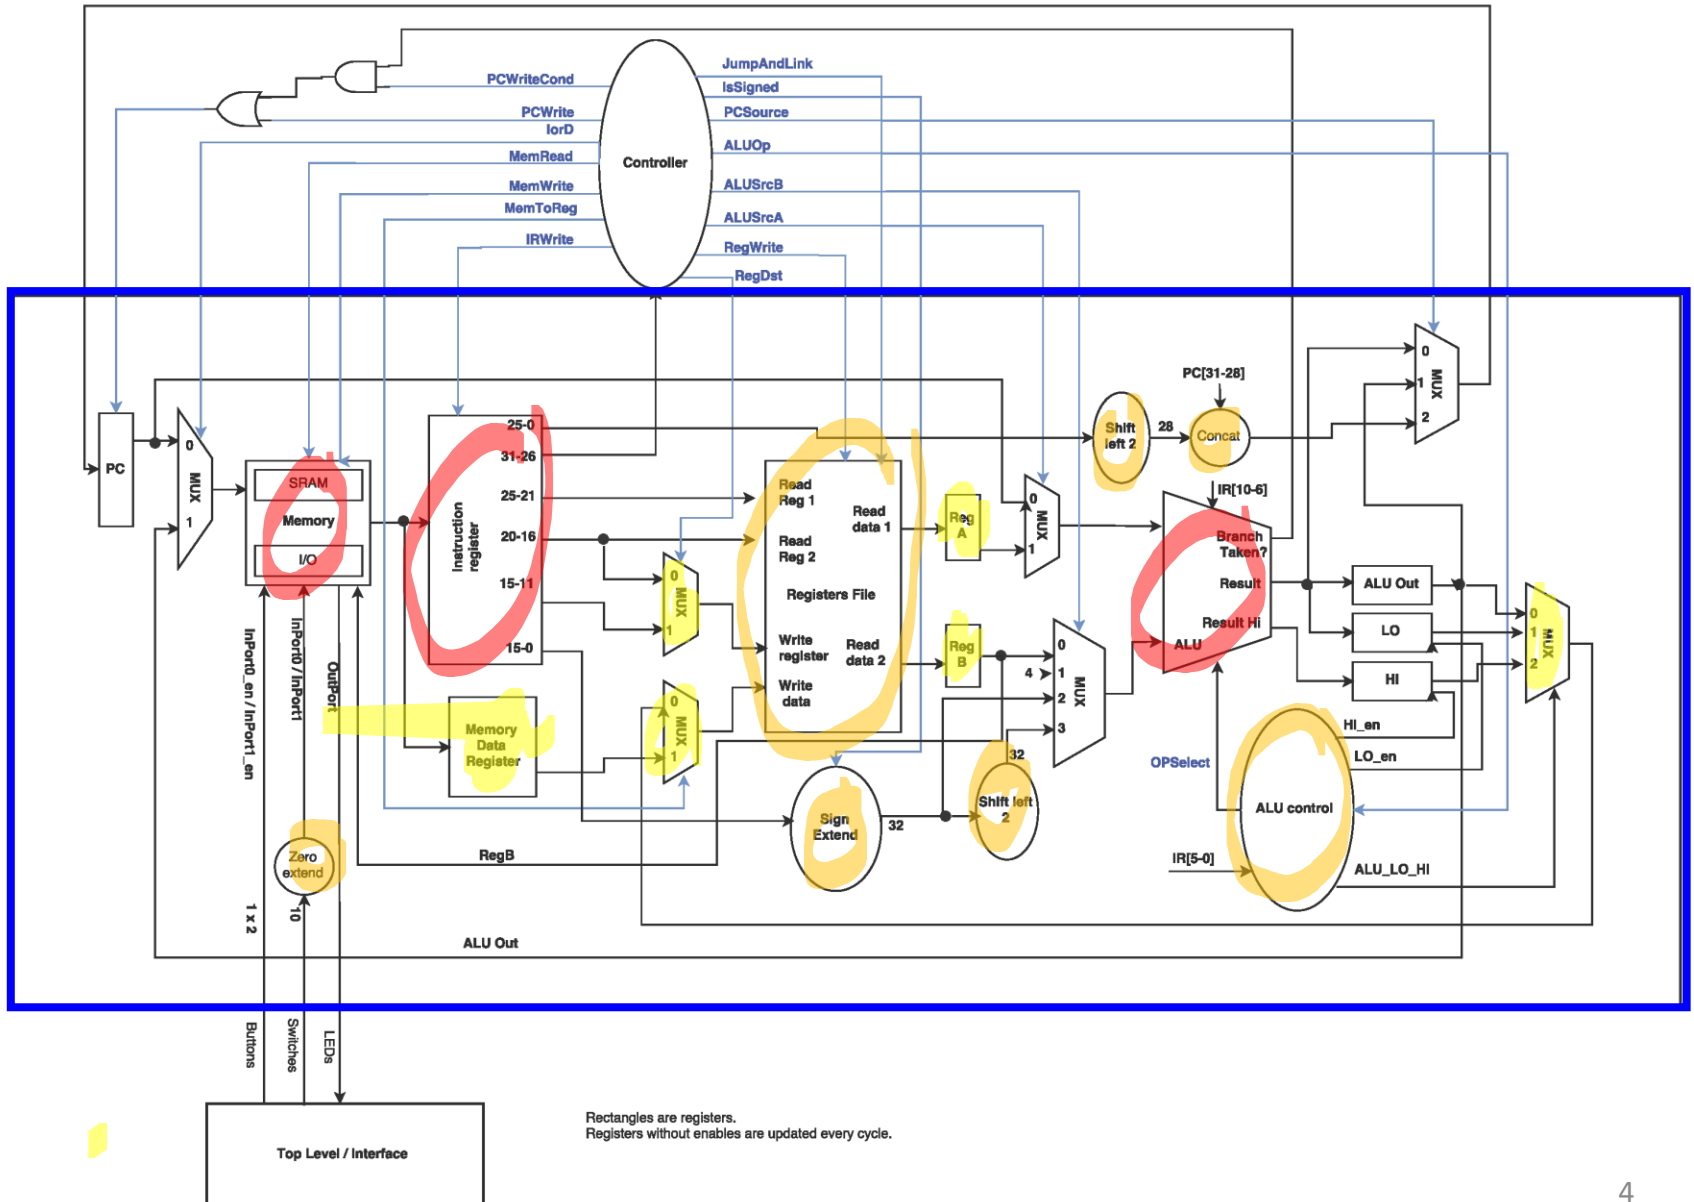 JumpAndLink
IsSigned
PCWriteCond
PCWrite
PCSource
IorD
ALUOp
MemRead
Controller
MemWrite
ALUSrcB
MemToReg
ALUSrcA
IRWrite
RegWrite
RegDst
PC
0
MUX
1
SRAM
Memory
I/O
Instruction
register
25-0
31-26
25-21
20-16
15-11
15-0
0
MUX
1
Memory
Data
Register
0
MUX
1
Read
Reg 1
Read
Reg 2
Read
data 1
Registers File
Write
register
Read
data 2
Write
data
Reg
A
Reg
B
0
MUX
1
0
4
1
2
3
MUX
Shift
left 2
28
PC[31-28]
Concat
0
1
2
MUX
IR[10-6]
Branch
Taken?
Result
Result Hi
ALU
ALU Out
LO
HI
0
1
2
MUX
HI_en
LO_en
OPSelect
ALU control
IR[5-0]
ALU_LO_HI
Sign
Extend
32
32
Shift left
2
RegB
ALU Out
InPort0_en / InPort1_en
InPort0 / InPort1
OutPort
Zero
extend
1 x 2
10
Buttons
Switches
LEDs
Top Level / Interface
Rectangles are registers.
Registers without enables are updated every cycle.
4